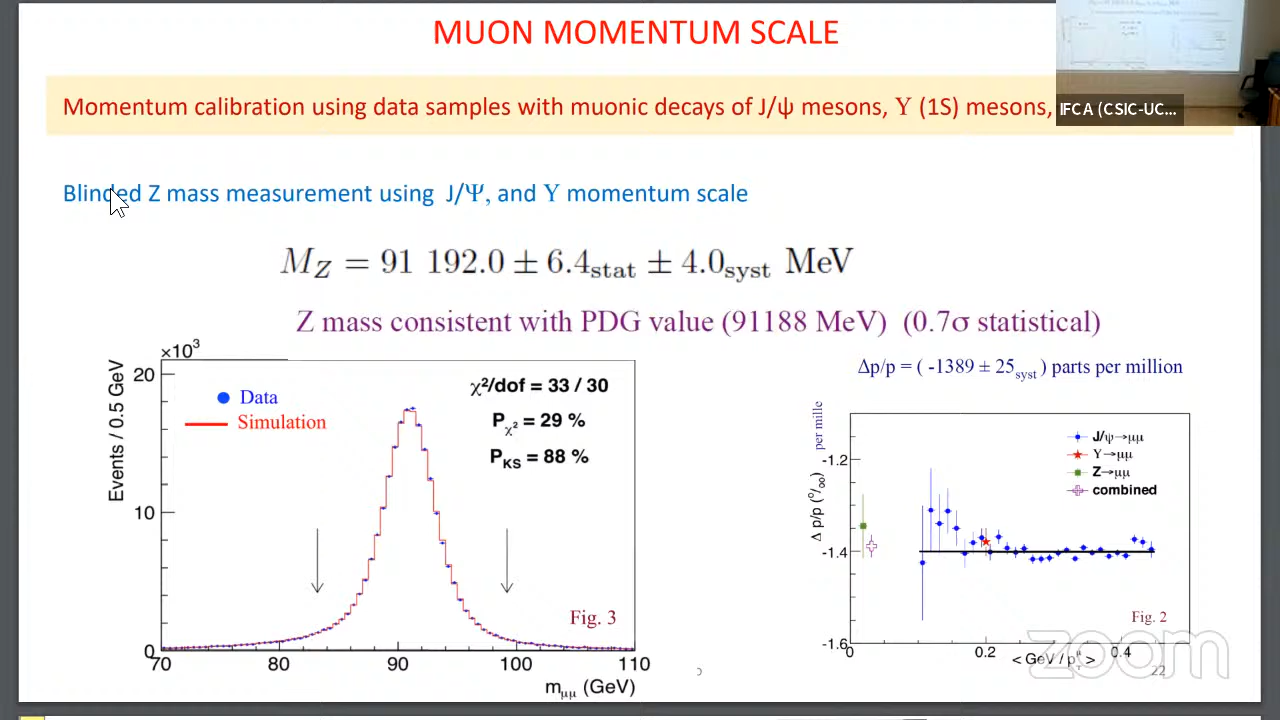 MUON MOMENTUM SCALE
Momentum calibration using data samples with muonic decays of J/ψ mesons, Υ (1S) mesons,
IFCA (CSIC-UC...
Blinded Z mass measurement using J/Ψ, and Υ momentum scale
M_Z = 91 192.0 ± 6.4_stat ± 4.0_syst MeV
Z mass consistent with PDG value (91188 MeV) (0.7σ statistical)
×10³
Events / 0.5 GeV
20
10
0
Data
Simulation
χ²/dof = 33 / 30
P_χ² = 29 %
P_KS = 88 %
Fig. 3
70 80 90 100 110
m_μμ (GeV)
Δp/p = ( -1389 ± 25_syst ) parts per million
per mille
Δ p/p (⁰/₀₀)
-1.2
-1.4
-1.6
J/ψ→μμ
Υ→μμ
Z→μμ
combined
Fig. 2
0 0.2 0.4
< GeV / p_T^μ >
22
zoom